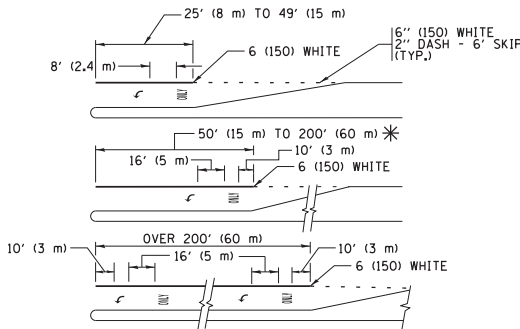 25' (8 m) TO 49' (15 m)
6 (150) WHITE
6" (150) WHITE
2" DASH - 6' SKIP
(TYP.)
8' (2.4 m)
ONLY
50' (15 m) TO 200' (60 m) ✳
16' (5 m)
10' (3 m)
6 (150) WHITE
ONLY
OVER 200' (60 m)
10' (3 m)
16' (5 m)
10' (3 m)
6 (150) WHITE
ONLY
ONLY